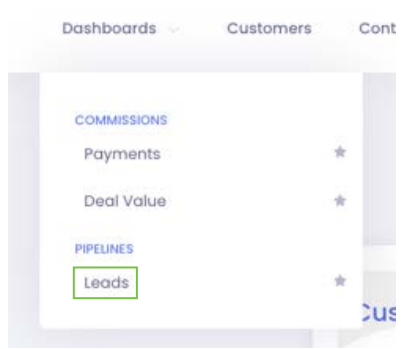 Dashboards Customers Cont
COMMISSIONS
Payments
Deal Value
PIPELINES
Leads
Cus